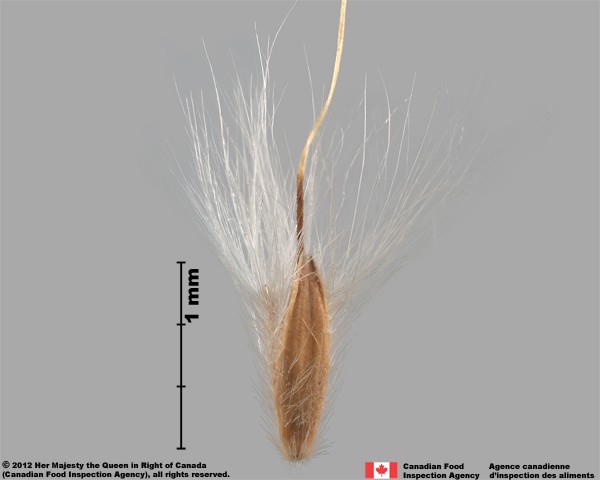 1 mm
© 2012 Her Majesty the Queen in Right of Canada
(Canadian Food Inspection Agency), all rights reserved.
Canadian Food
Inspection Agency
Agence canadienne
d'inspection des aliments